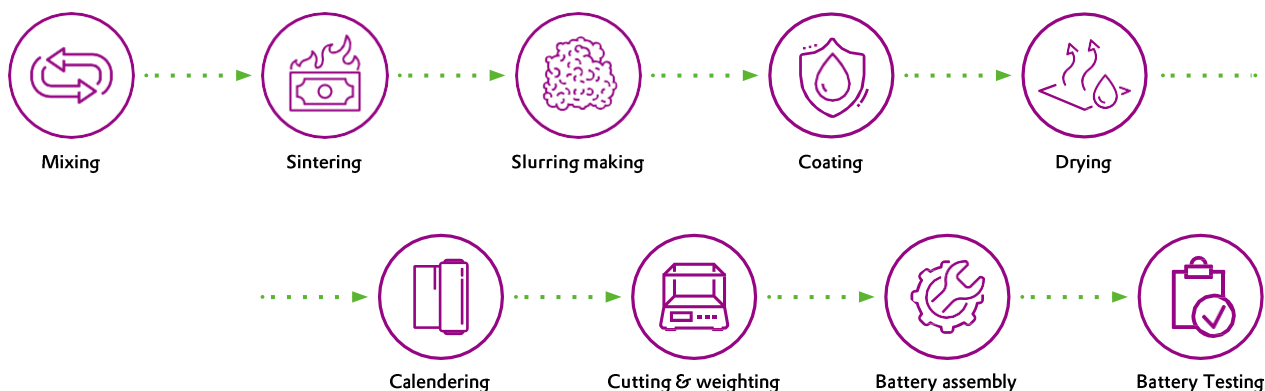 Mixing
Sintering
Slurring making
Coating
Drying
Calendering
Cutting & weighting
Battery assembly
Battery Testing